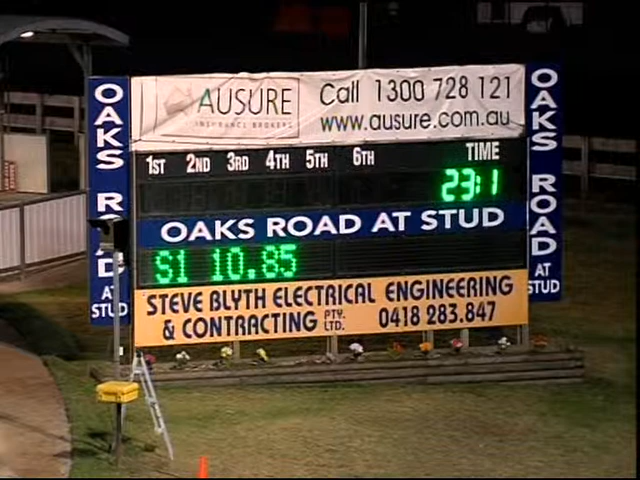 AUSURE
INSURANCE BROKERS
Call 1300 728 121
www.ausure.com.au
1ST 2ND 3RD 4TH 5TH 6TH TIME
23:1
OAKS ROAD AT STUD
S1 10.85
STEVE BLYTH ELECTRICAL ENGINEERING
& CONTRACTING PTY. LTD. 0418 283.847
OAKS
ROAD
AT
STUD
OAKS
ROAD
AT
STUD